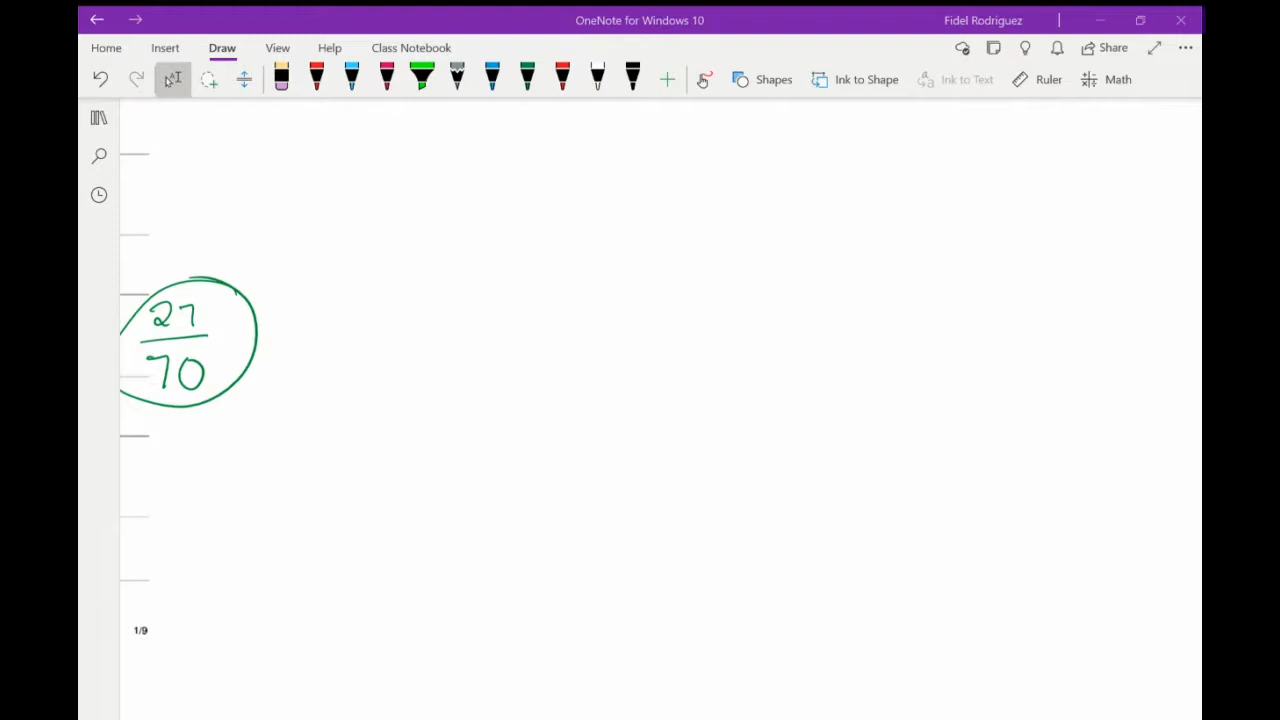 OneNote for Windows 10
Fidel Rodriguez
Home Insert Draw View Help Class Notebook
Share
Shapes Ink to Shape Ink to Text Ruler Math
27
70
1/9